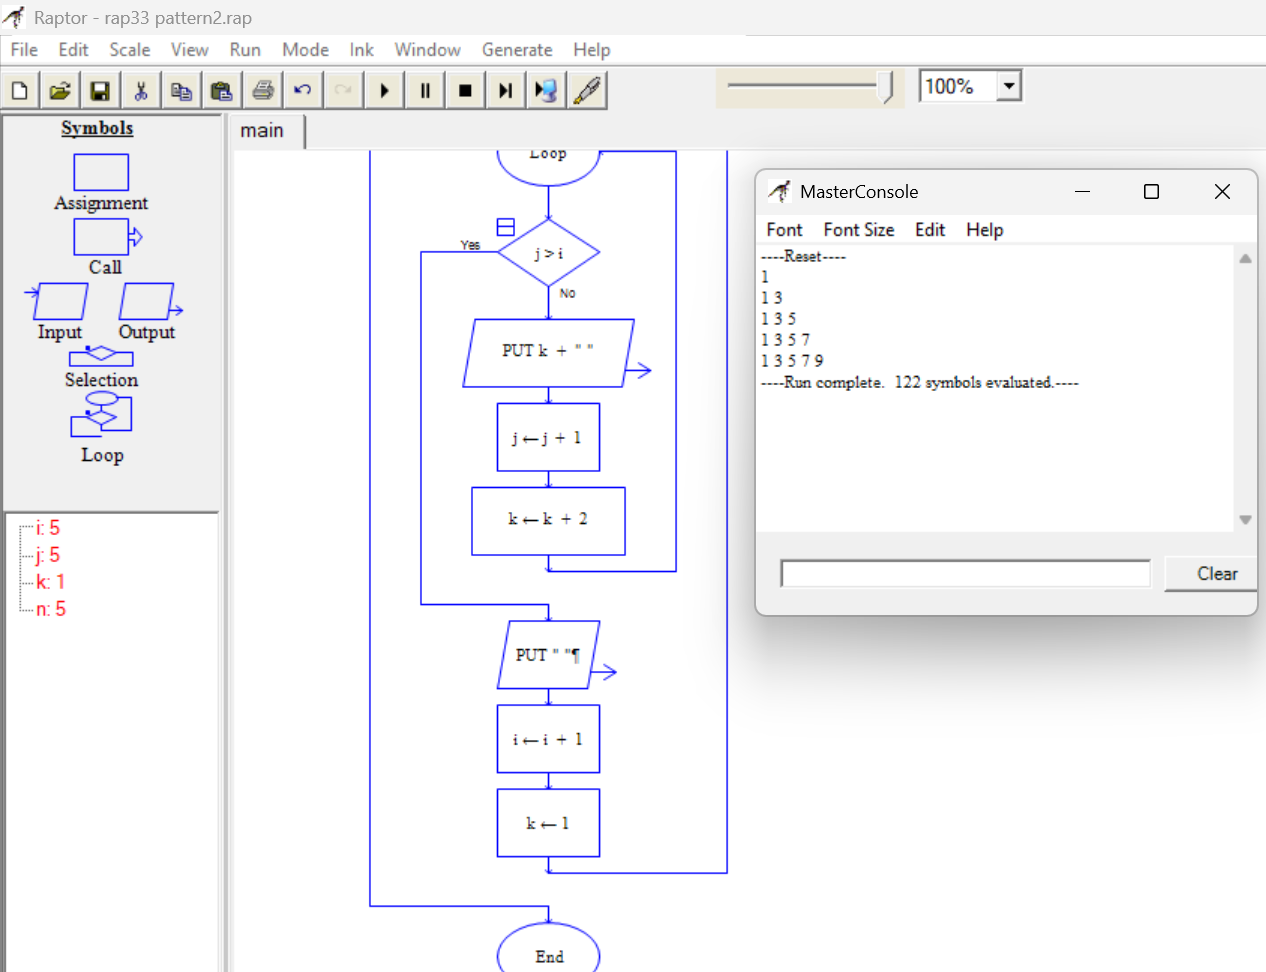 Raptor - rap33 pattern2.rap
File Edit Scale View Run Mode Ink Window Generate Help
100%
Symbols
Assignment
Call
Input Output
Selection
Loop
i: 5
j: 5
k: 1
n: 5
main
Loop
Yes
j > i
No
PUT k + " "
j ← j + 1
k ← k + 2
PUT " "¶
i ← i + 1
k ← 1
End
MasterConsole
Font Font Size Edit Help
----Reset----
1
1 3
1 3 5
1 3 5 7
1 3 5 7 9
----Run complete. 122 symbols evaluated.----
Clear